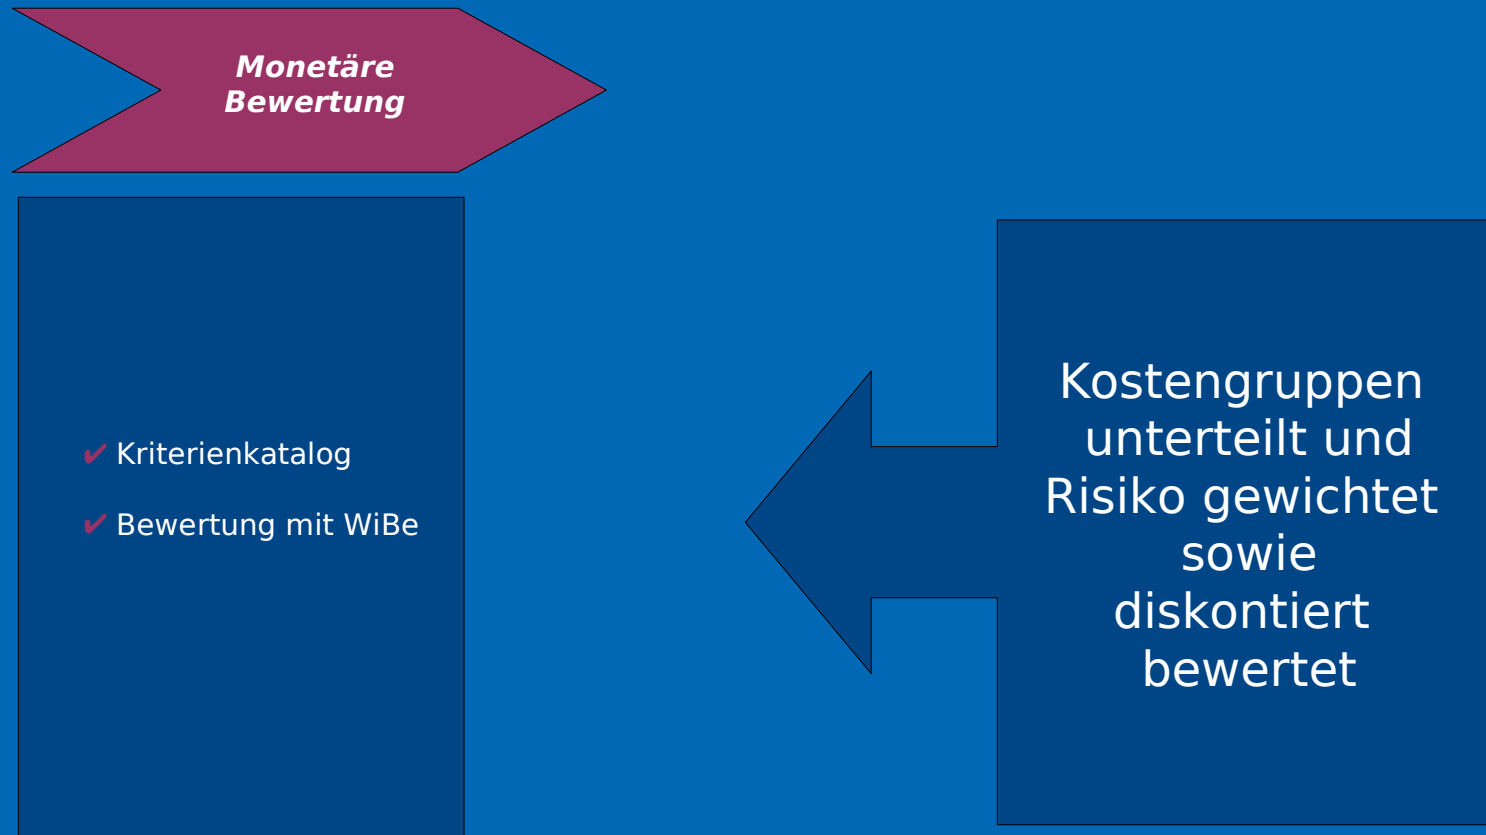 Monetäre
Bewertung
✔ Kriterienkatalog
✔ Bewertung mit WiBe
Kostengruppen
unterteilt und
Risiko gewichtet
sowie
diskontiert
bewertet